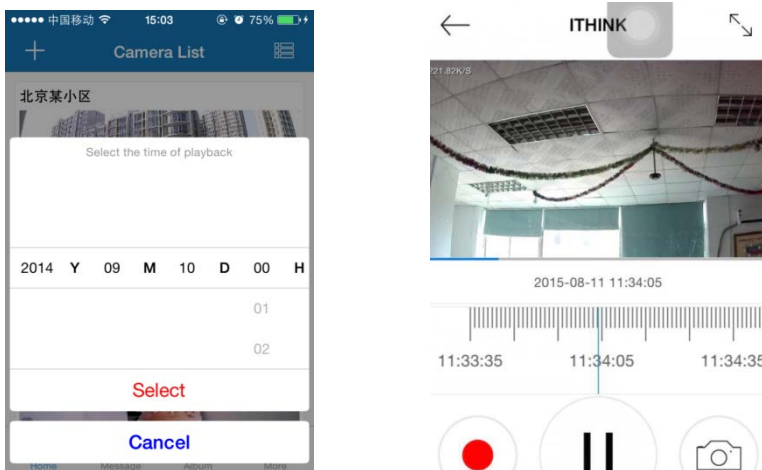 ●●●●● 中国移动 15:03 75%
Camera List
北京某小区
Select the time of playback
2014 Y 09 M 10 D 00 H
01
02
Select
Cancel
Home Message Album More
ITHINK
221.82K/S
2015-08-11 11:34:05
11:33:35 11:34:05 11:34:35